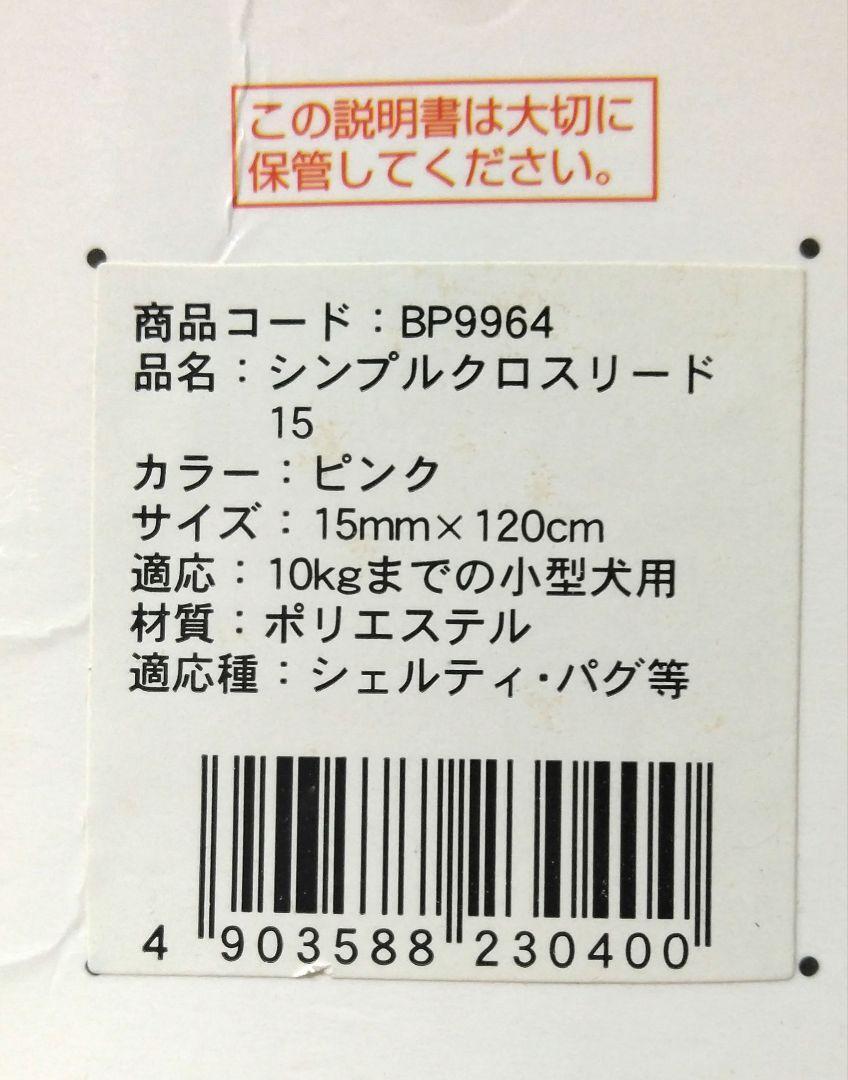 この説明書は大切に
保管してください。
商品コード：BP9964
品名：シンプルクロスリード
15
カラー：ピンク
サイズ：15mm×120cm
適応：10kgまでの小型犬用
材質：ポリエステル
適応種：シェルティ・パグ等
4 903588 230400